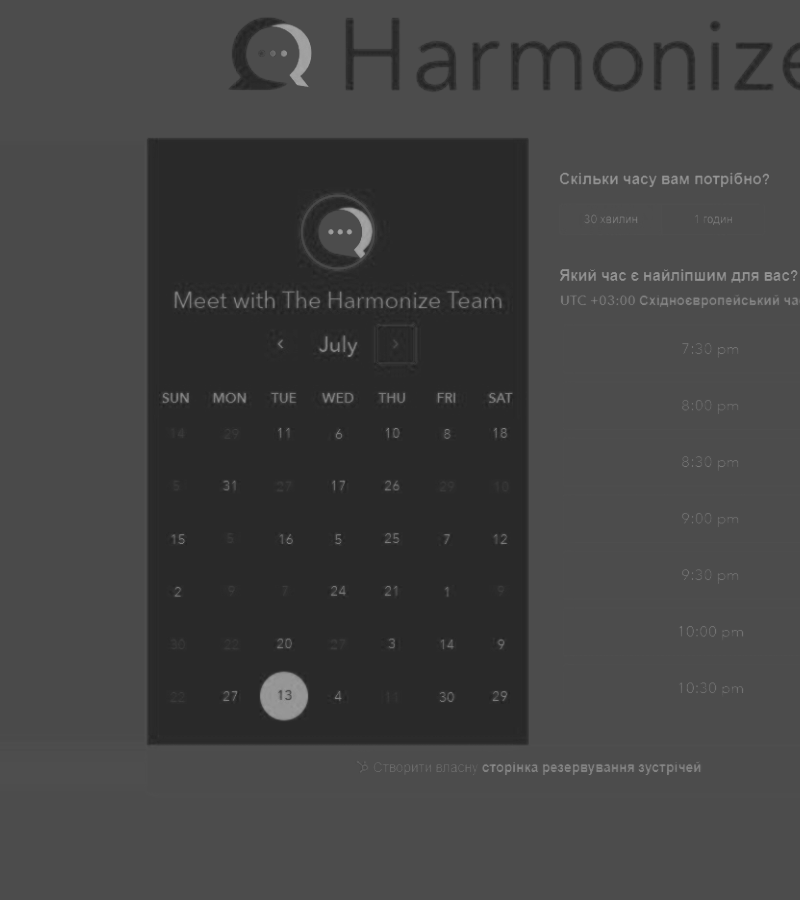 Harmonize
Meet with The Harmonize Team
July
SUN MON TUE WED THU FRI SAT
14 29 11 6 10 8 18
5 31 27 17 26 29 10
15 5 16 5 25 7 12
2 9 7 24 21 1 9
30 22 20 27 3 14 9
22 27 13 4 14 30 29
Скільки часу вам потрібно?
30 хвилин 1 годин
Який час є найліпшим для вас?
UTC +03:00 Східноєвропейський
7:30 pm
8:00 pm
8:30 pm
9:00 pm
9:30 pm
10:00 pm
10:30 pm
Створити власну сторінка резервування зустрічей